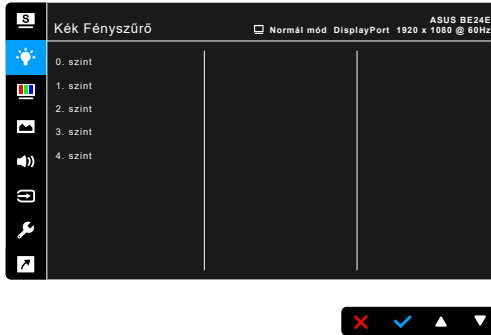 S
Kék Fényszűrő
ASUS BE24E
Normál mód DisplayPort 1920 x 1080 @ 60Hz
0. szint
1. szint
2. szint
3. szint
4. szint